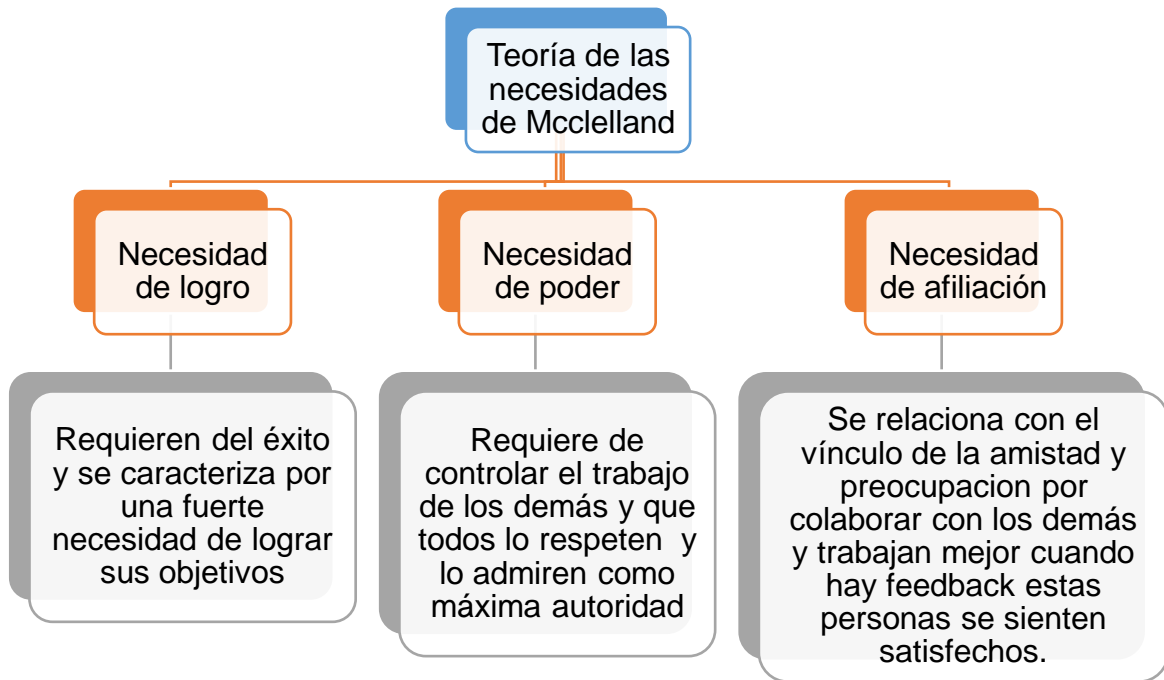 Teoría de las
necesidades
de Mcclelland
Necesidad
de logro
Necesidad
de poder
Necesidad
de afiliación
Requieren del éxito
y se caracteriza por
una fuerte
necesidad de lograr
sus objetivos
Requiere de
controlar el trabajo
de los demás y que
todos lo respeten y
lo admiren como
máxima autoridad
Se relaciona con el
vínculo de la amistad y
preocupacion por
colaborar con los demás
y trabajan mejor cuando
hay feedback estas
personas se sienten
satisfechos.